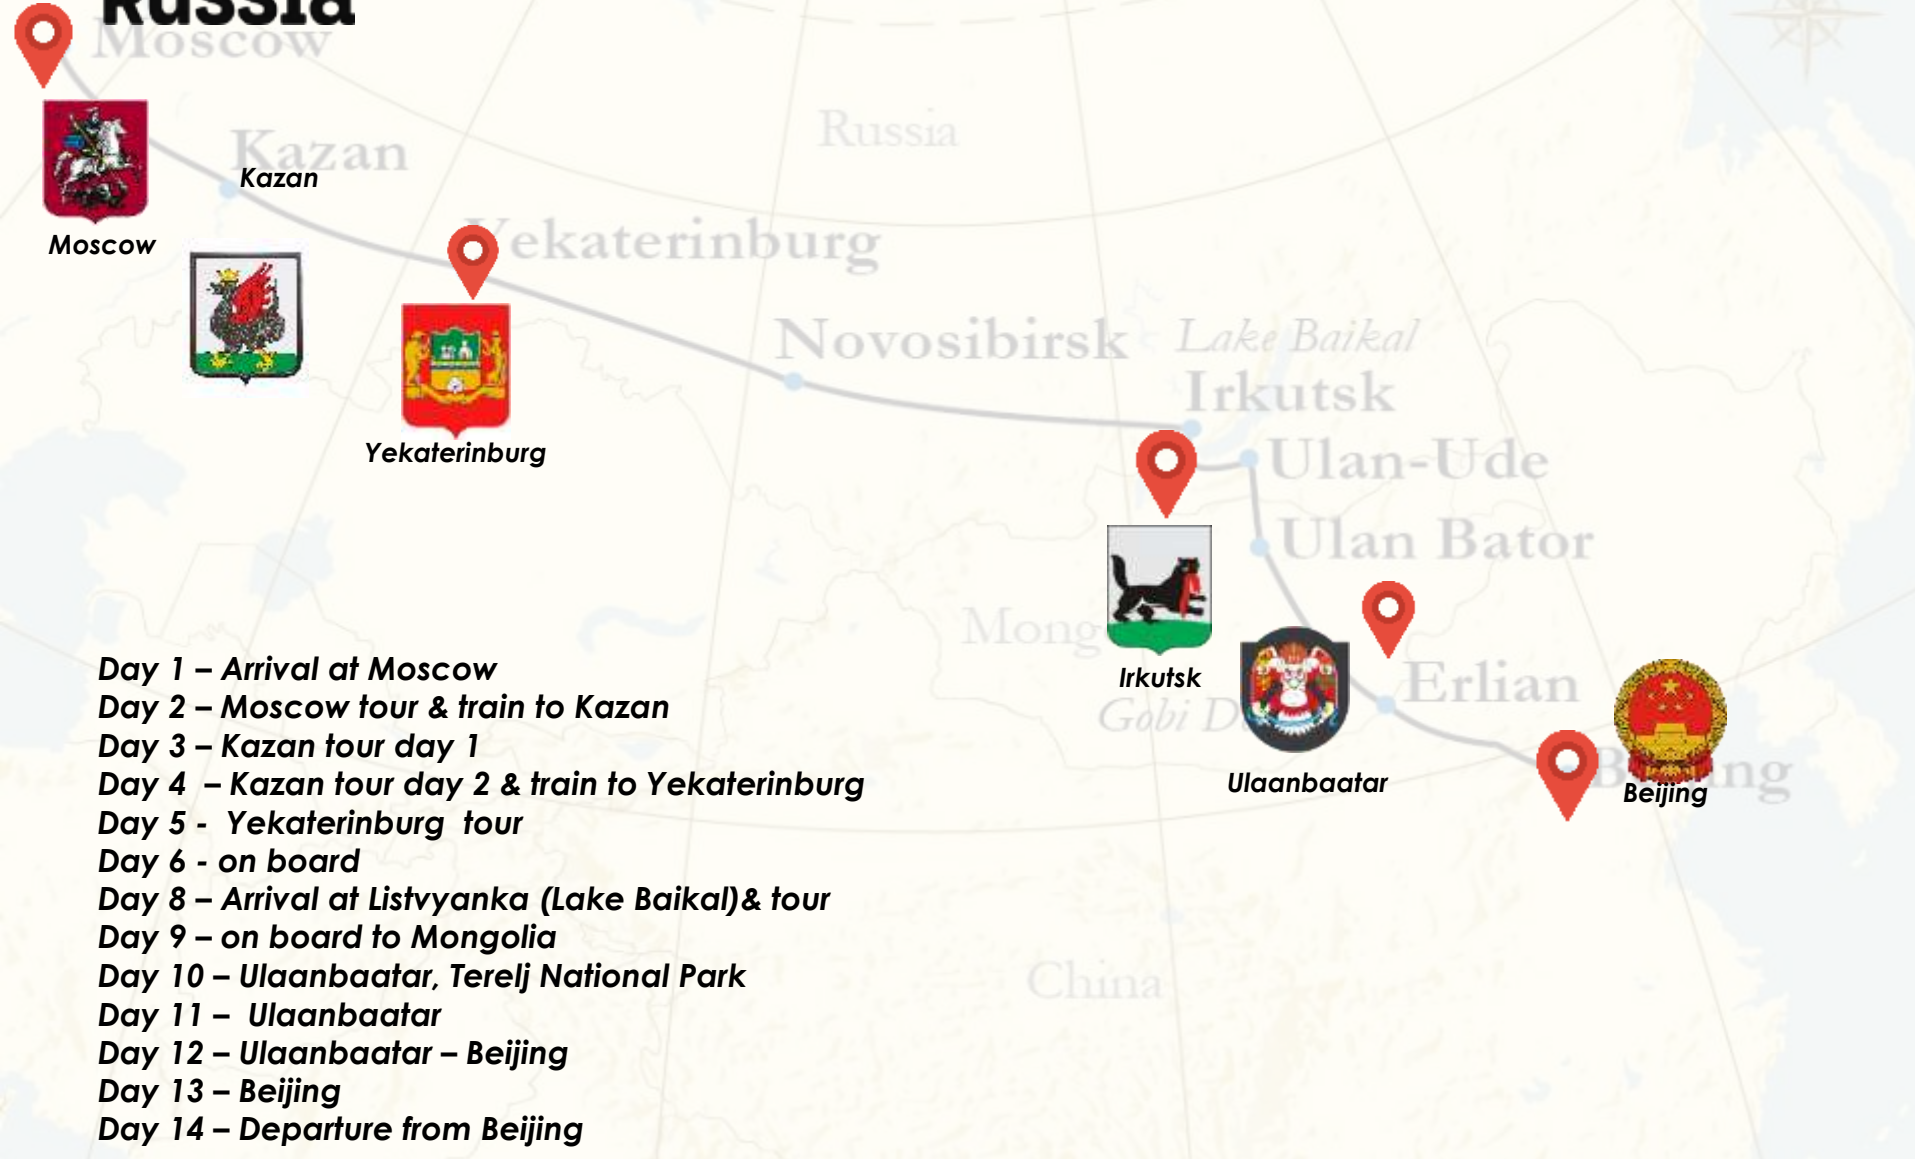 Russia
Moscow
Russia
Kazan
Kazan
Moscow
Yekaterinburg
Novosibirsk
Lake Baikal
Irkutsk
Yekaterinburg
Ulan-Ude
Ulan Bator
Irkutsk
Erlian
Gobi
Ulaanbaatar
Beijing
Day 1 – Arrival at Moscow
Day 2 – Moscow tour & train to Kazan
Day 3 – Kazan tour day 1
Day 4 – Kazan tour day 2 & train to Yekaterinburg
Day 5 - Yekaterinburg tour
Day 6 - on board
Day 8 – Arrival at Listvyanka (Lake Baikal)& tour
Day 9 – on board to Mongolia
Day 10 – Ulaanbaatar, Terelj National Park
Day 11 – Ulaanbaatar
Day 12 – Ulaanbaatar – Beijing
Day 13 – Beijing
Day 14 – Departure from Beijing
China